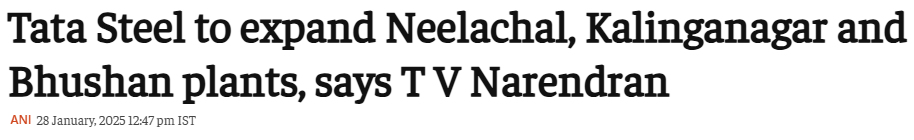 Tata Steel to expand Neelachal, Kalinganagar and
Bhushan plants, says T V Narendran
ANI 28 January, 2025 12:47 pm IST